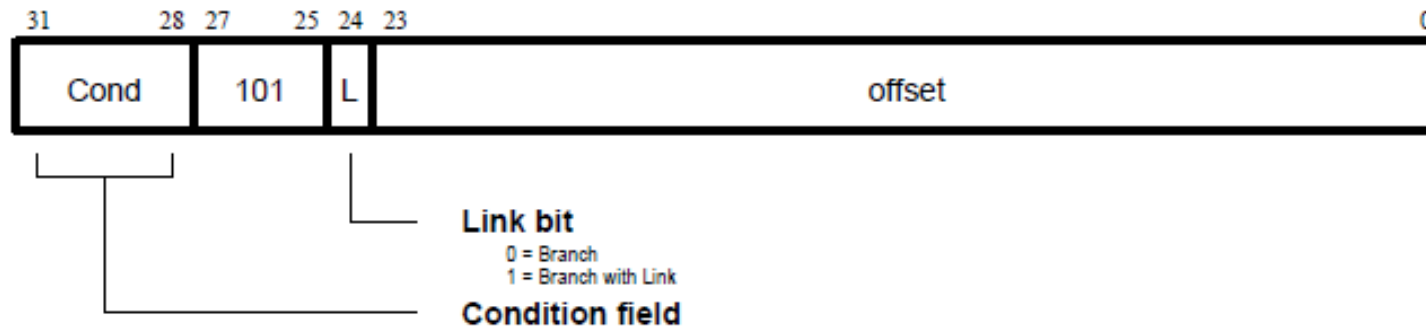 31 28 27 25 24 23 0
Cond 101 L offset
Link bit
0 = Branch
1 = Branch with Link
Condition field